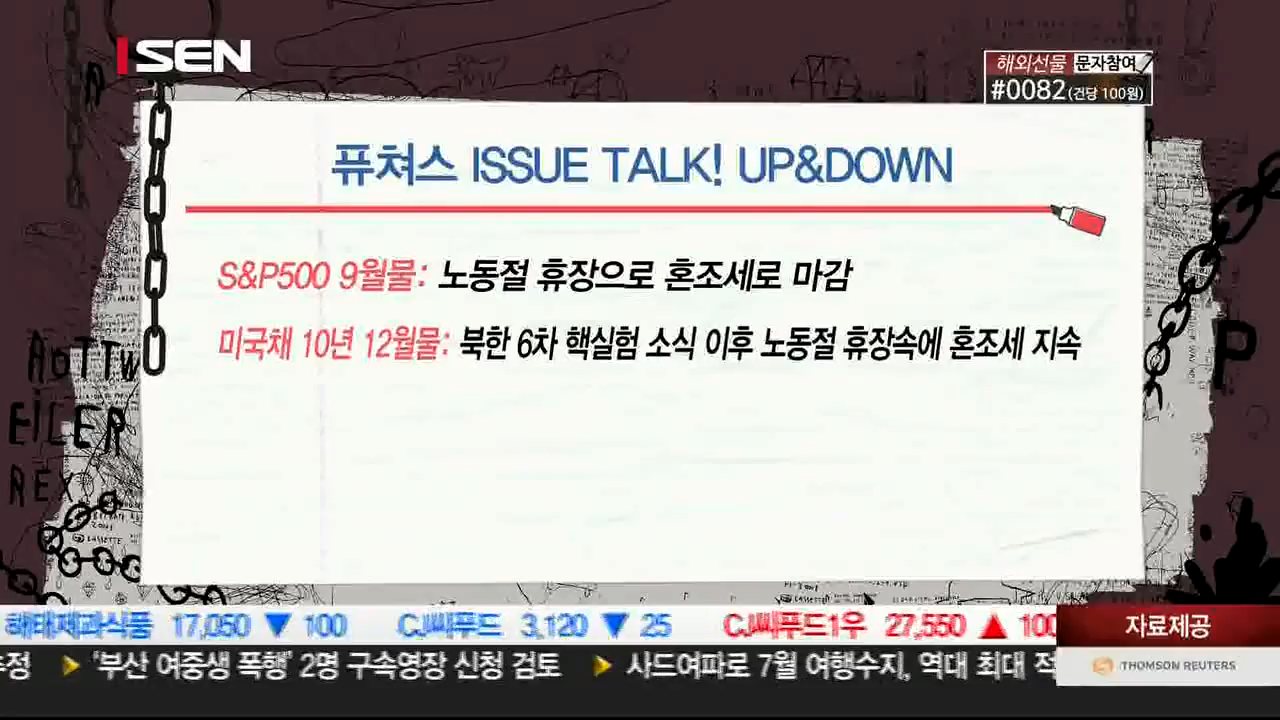 SEN
해외선물 문자참여
#0082(건당 100원)
퓨쳐스 ISSUE TALK! UP&DOWN
S&P500 9월물: 노동절 휴장으로 혼조세로 마감
미국채 10년 12월물: 북한 6차 핵실험 소식 이후 노동절 휴장속에 혼조세 지속
AOTTW
EILER
REX
P
P
해태제과식품 17,050 ▼ 100 CJ씨푸드 3,120 ▼ 25 CJ씨푸드1우 27,550 ▲ 100
자료제공
THOMSON REUTERS
정 ▶ '부산 여중생 폭행' 2명 구속영장 신청 검토 ▶ 사드여파로 7월 여행수지, 역대 최대 적